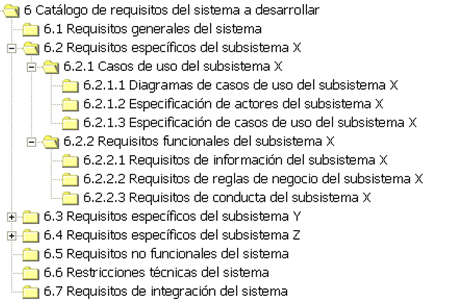 6 Catálogo de requisitos del sistema a desarrollar
6.1 Requisitos generales del sistema
6.2 Requisitos específicos del subsistema X
6.2.1 Casos de uso del subsistema X
6.2.1.1 Diagramas de casos de uso del subsistema X
6.2.1.2 Especificación de actores del subsistema X
6.2.1.3 Especificación de casos de uso del subsistema X
6.2.2 Requisitos funcionales del subsistema X
6.2.2.1 Requisitos de información del subsistema X
6.2.2.2 Requisitos de reglas de negocio del subsistema X
6.2.2.3 Requisitos de conducta del subsistema X
6.3 Requisitos específicos del subsistema Y
6.4 Requisitos específicos del subsistema Z
6.5 Requisitos no funcionales del sistema
6.6 Restricciones técnicas del sistema
6.7 Requisitos de integración del sistema